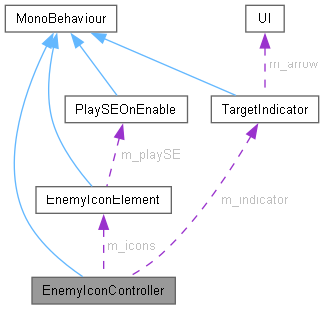 MonoBehaviour
UI
m_arrow
PlaySEOnEnable
TargetIndicator
m_playSE
EnemyIconElement
m_indicator
m_icons
EnemyIconController